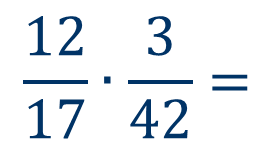 12/17 · 3/42 =